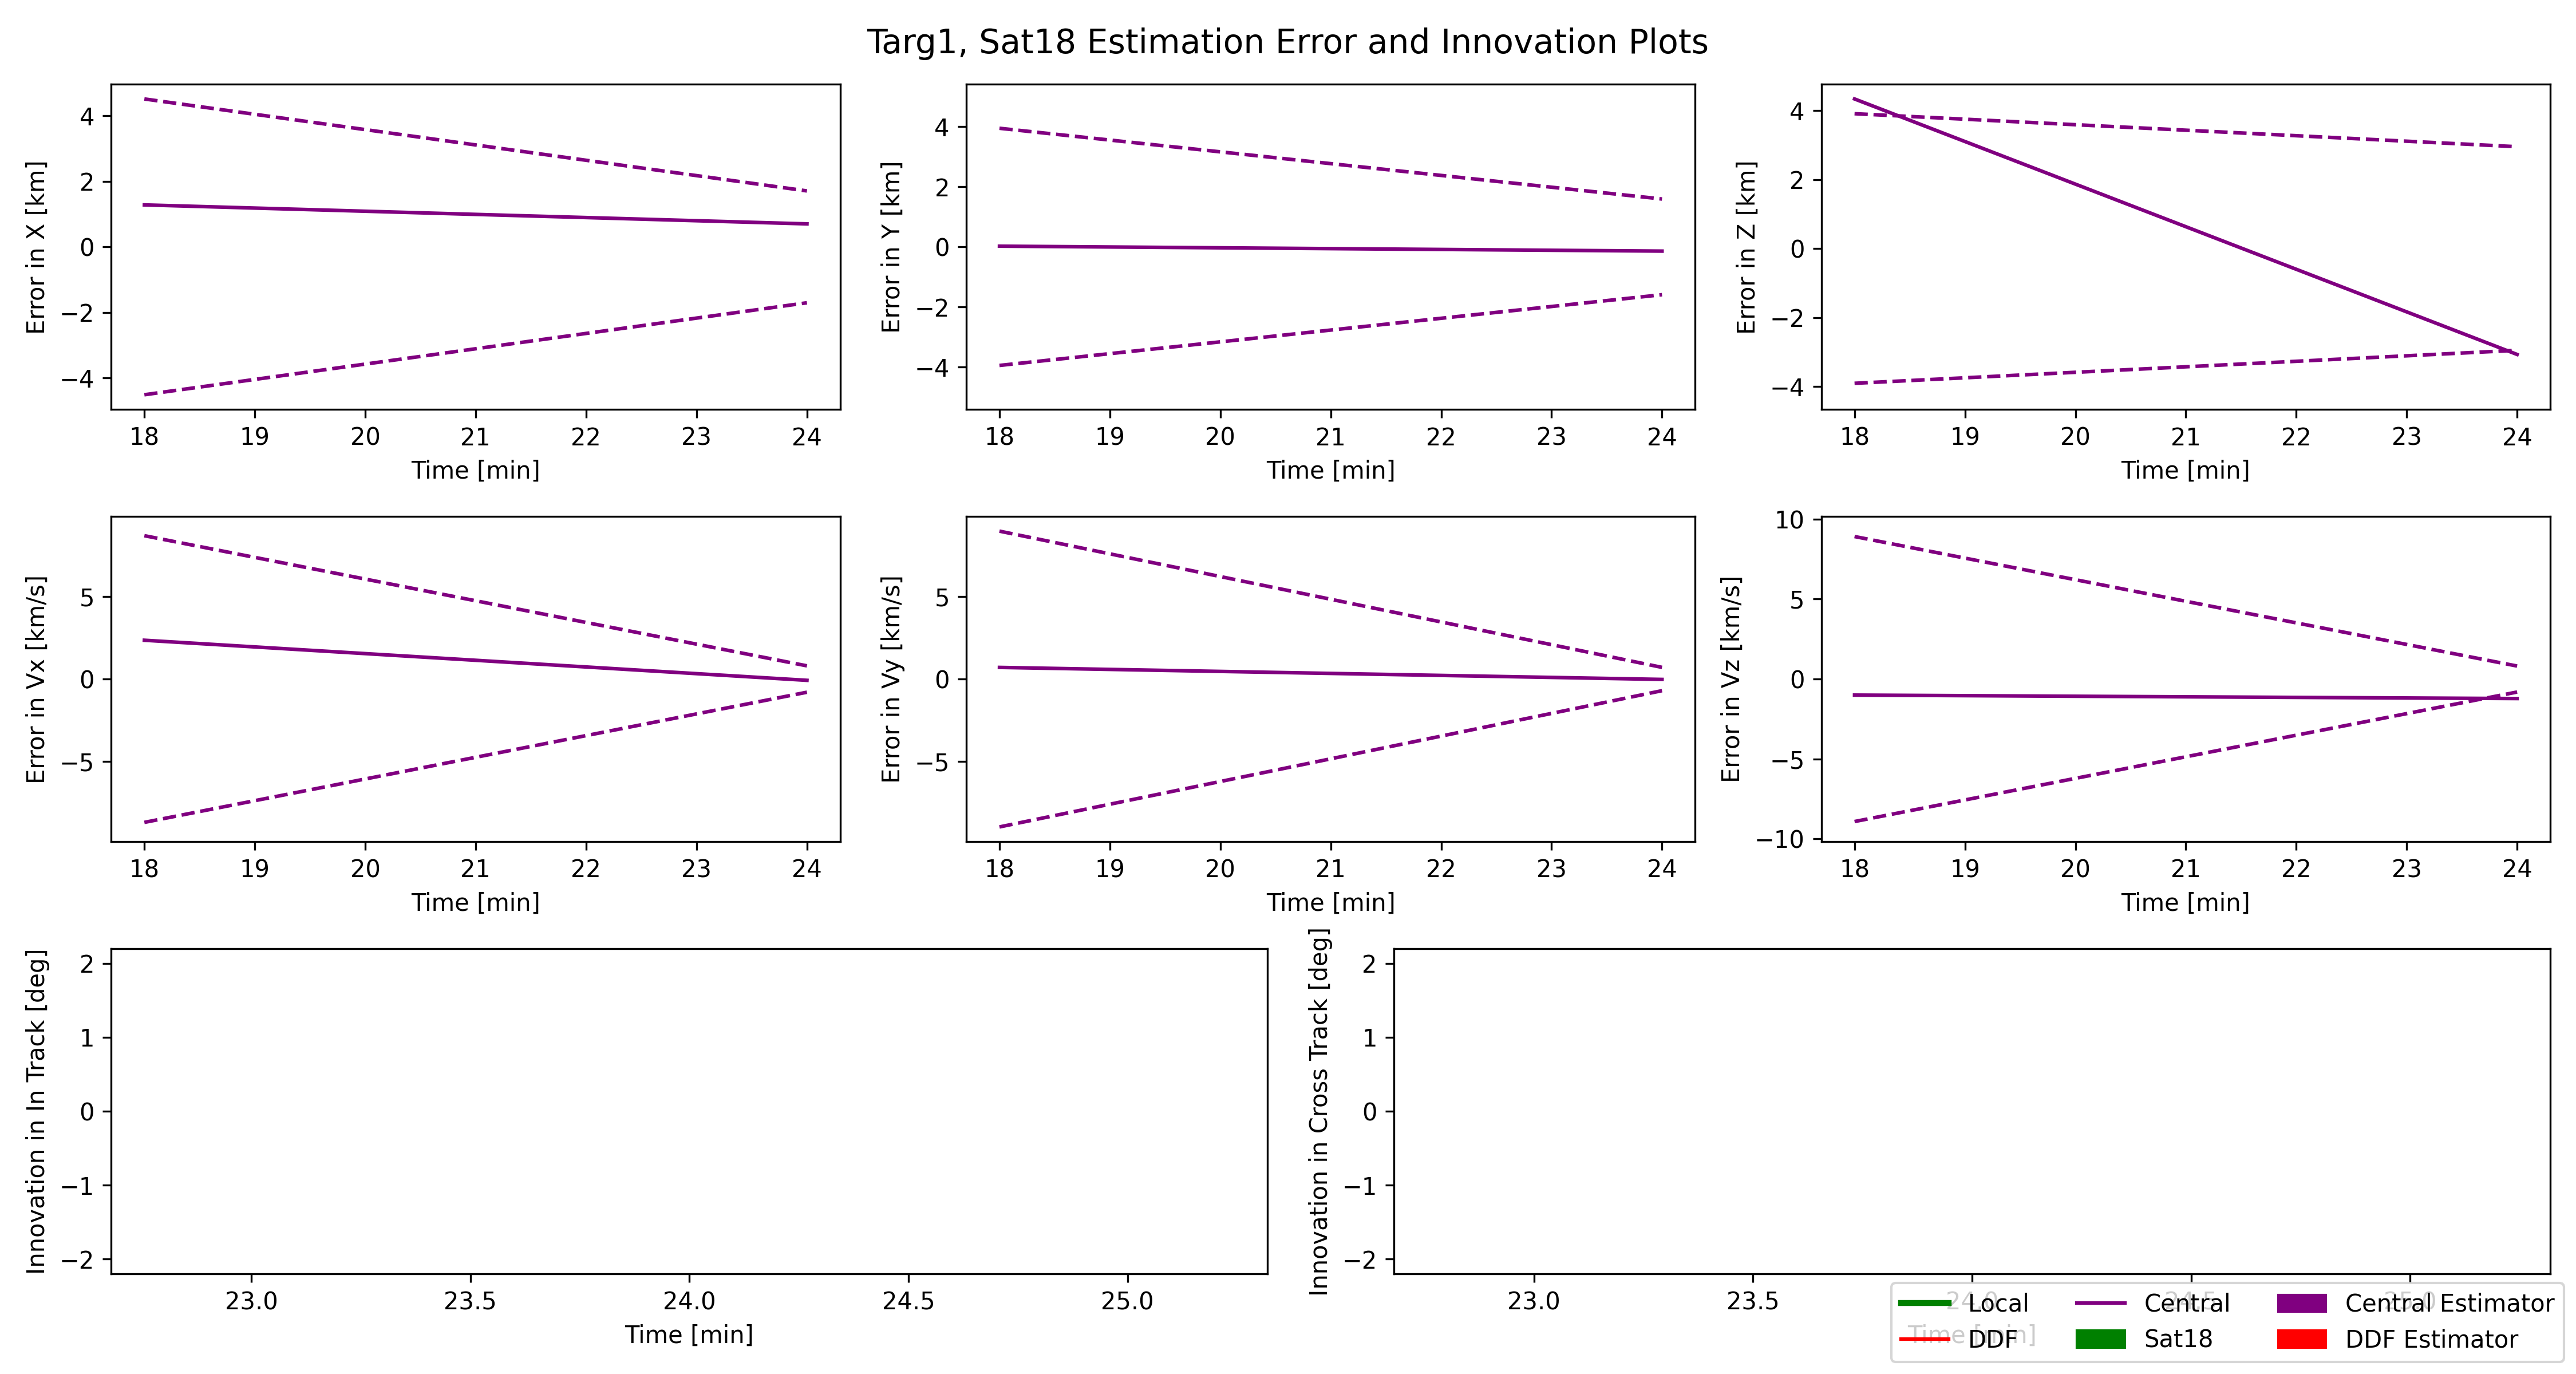 Targ1, Sat18 Estimation Error and Innovation Plots
Error in X [km]
4
2
0
−2
−4
18 19 20 21 22 23 24
Time [min]
Error in Y [km]
4
2
0
−2
−4
18 19 20 21 22 23 24
Time [min]
Error in Z [km]
4
2
0
−2
−4
18 19 20 21 22 23 24
Time [min]
Error in Vx [km/s]
5
0
−5
18 19 20 21 22 23 24
Time [min]
Error in Vy [km/s]
5
0
−5
18 19 20 21 22 23 24
Time [min]
Error in Vz [km/s]
10
5
0
−5
−10
18 19 20 21 22 23 24
Time [min]
Innovation in In Track [deg]
2
1
0
−1
−2
23.0 23.5 24.0 24.5 25.0
Time [min]
Innovation in Cross Track [deg]
2
1
0
−1
−2
23.0 23.5 24.0 24.5 25.0
Time [min]
Local Central Central Estimator
DDF Sat18 DDF Estimator